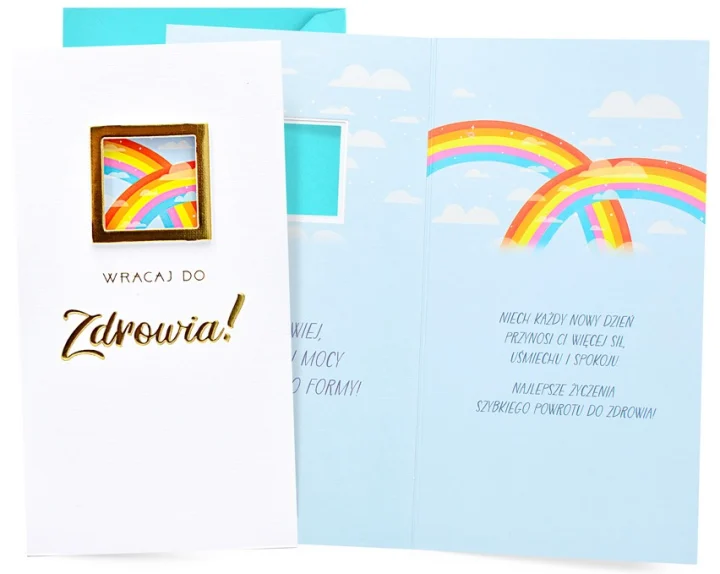 WRACAJ DO
Zdrowia!
WIEJ,
MOCY
FORMY!
NIECH KAŻDY NOWY DZIEŃ
PRZYNOSI CI WIĘCEJ SIŁ,
UŚMIECHU I SPOKOJU
NAJLEPSZE ŻYCZENIA
SZYBKIEGO POWROTU DO ZDROWIA!